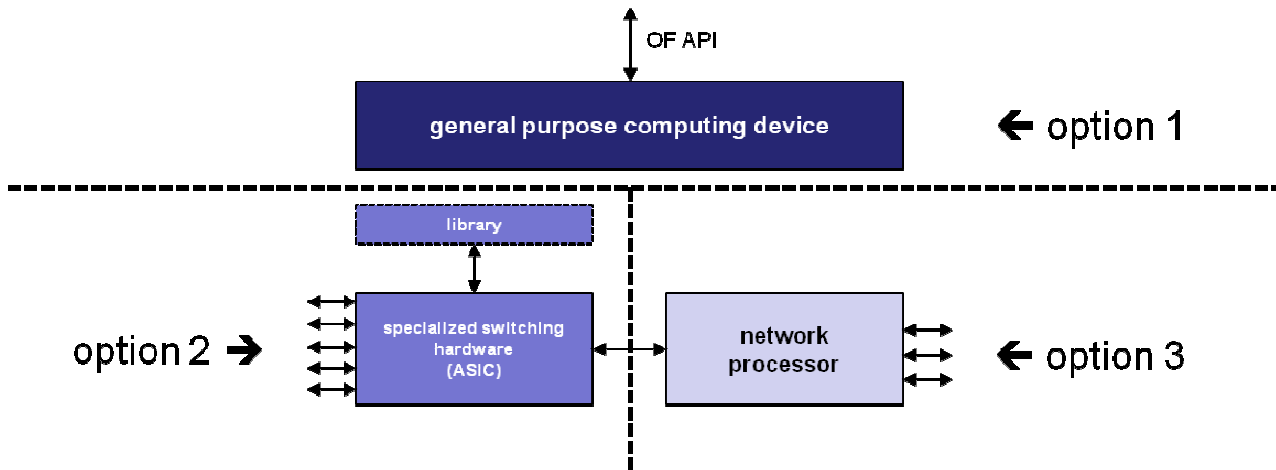 OF API
general purpose computing device
← option 1
library
specialized switching
hardware
(ASIC)
option 2 →
network
processor
← option 3